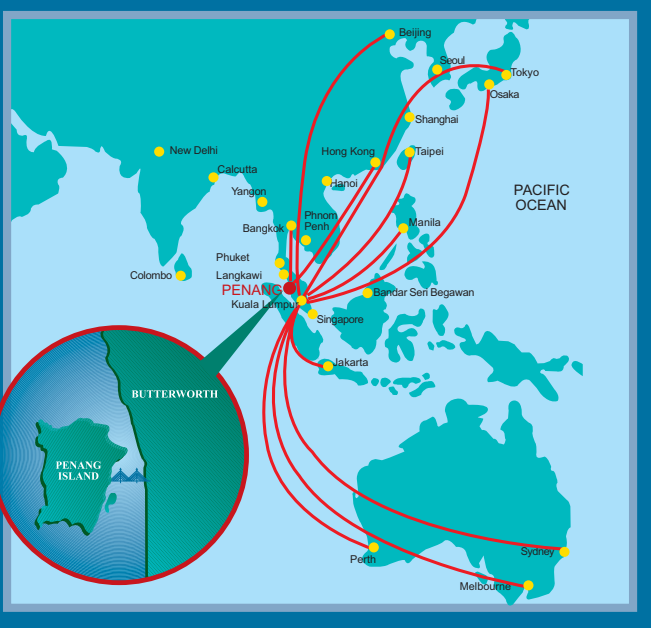 Beijing
Seoul
Tokyo
Osaka
Shanghai
New Delhi
Hong Kong
Taipei
Calcutta
Hanoi
Yangon
PACIFIC
OCEAN
Phnom
Penh
Bangkok
Manila
Phuket
Colombo
Langkawi
PENANG
Bandar Seri Begawan
Kuala Lumpur
Singapore
Jakarta
BUTTERWORTH
PENANG
ISLAND
Sydney
Perth
Melbourne